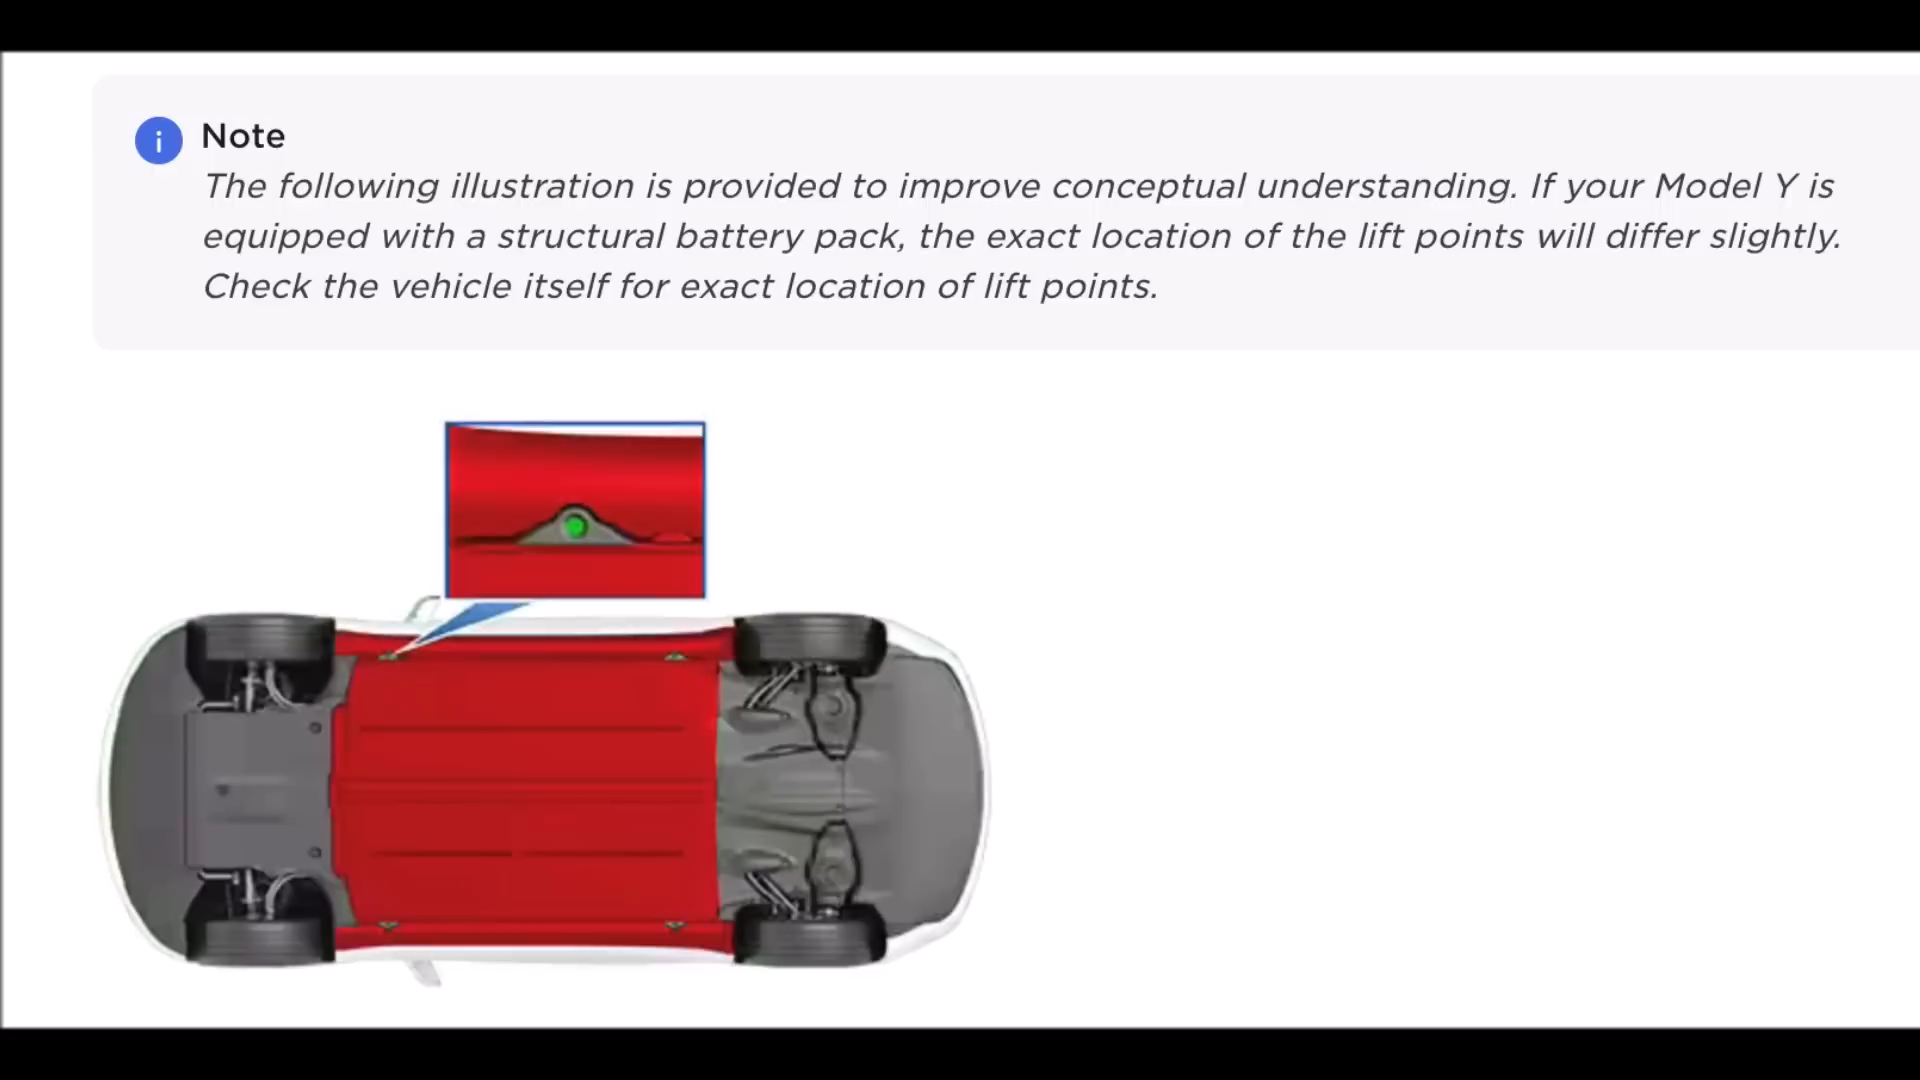 Note
The following illustration is provided to improve conceptual understanding. If your Model Y is
equipped with a structural battery pack, the exact location of the lift points will differ slightly.
Check the vehicle itself for exact location of lift points.